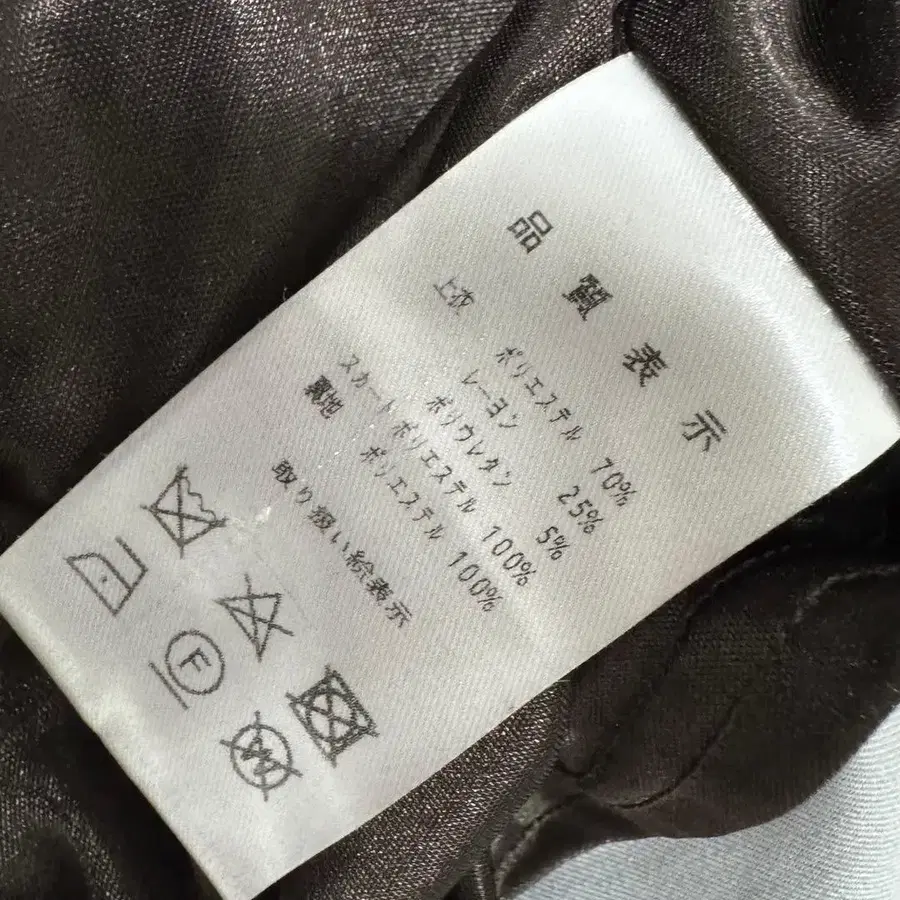 品質表示
上衣
ポリエステル 70%
レーヨン 25%
ポリウレタン 5%
スカート ポリエステル 100%
裏地 ポリエステル 100%
取り扱い絵表示
F
W